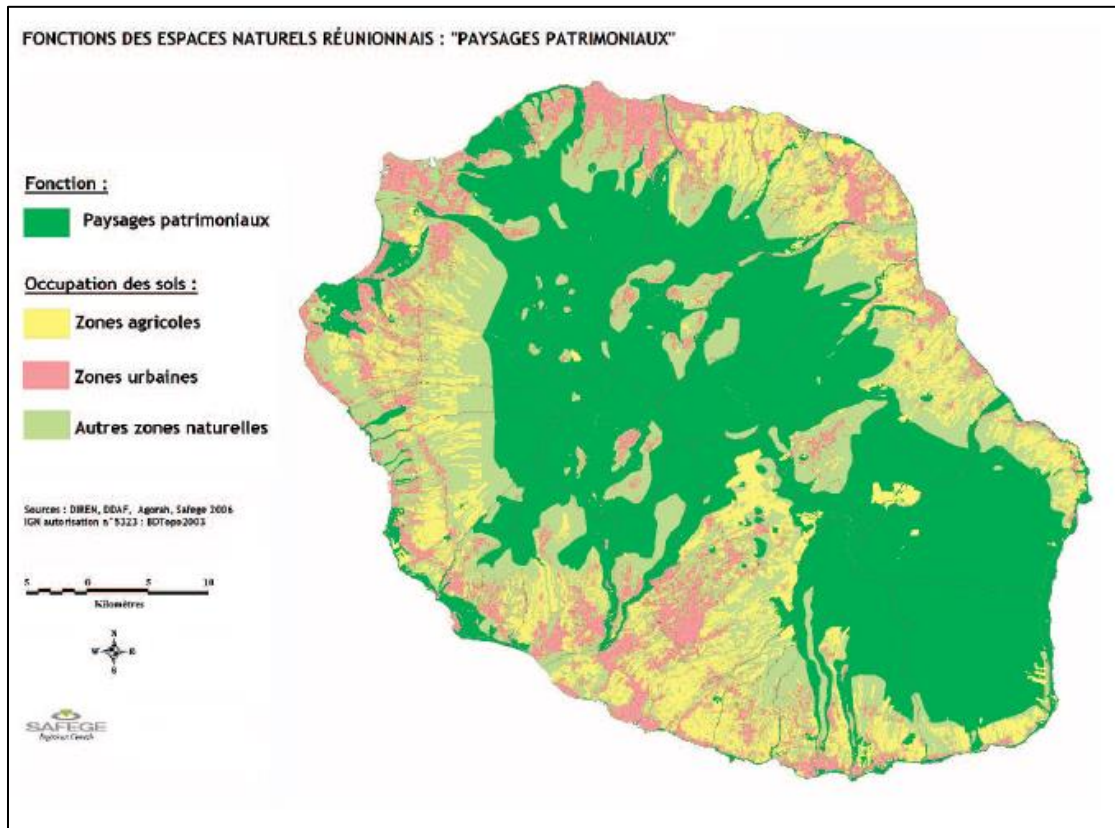 FONCTIONS DES ESPACES NATURELS RÉUNIONNAIS : "PAYSAGES PATRIMONIAUX"
Fonction :
Paysages patrimoniaux
Occupation des sols :
Zones agricoles
Zones urbaines
Autres zones naturelles
Sources : DIREN, DDAF, Agorah, Safege 2006
IGN autorisation n°5323 : BDTopo2003
5 0 5 10
Kilomètres
N
W E
S
SAFEGE